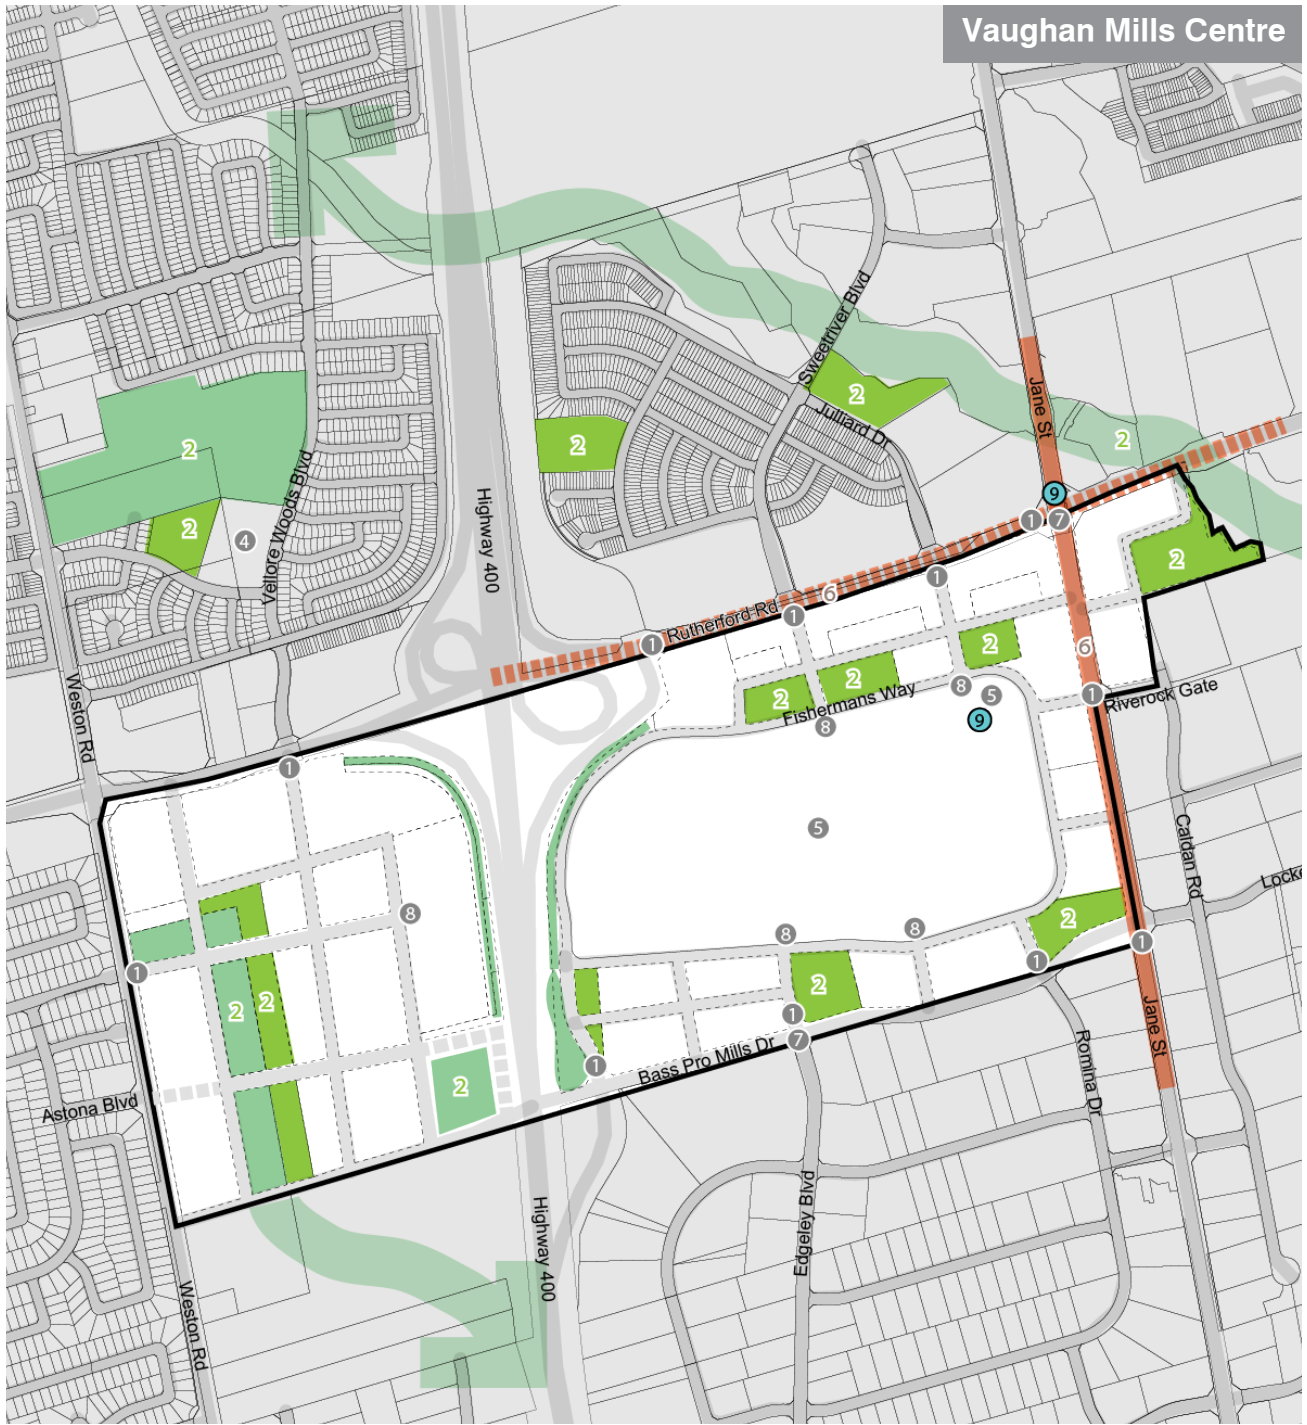 Vaughan Mills Centre
Sweetriver Blvd
2
Julliard Dr
Jane St
2
2
2
2
Highway 400
9
1
7
4
Vellore Woods Blvd
2
2
1
6
1
Rutherford Rd
1
2
6
2
2
8
5
1
Riverock Gate
Fishermans Way
8
9
Weston Rd
1
5
Caldan Rd
Locke
8
2
8
8
1
1
1
2
2
2
1
Jane St
7
Bass Pro Mills Dr
1
Romina Dr
2
Astona Blvd
Edgeley Blvd
Highway 400
Weston Rd